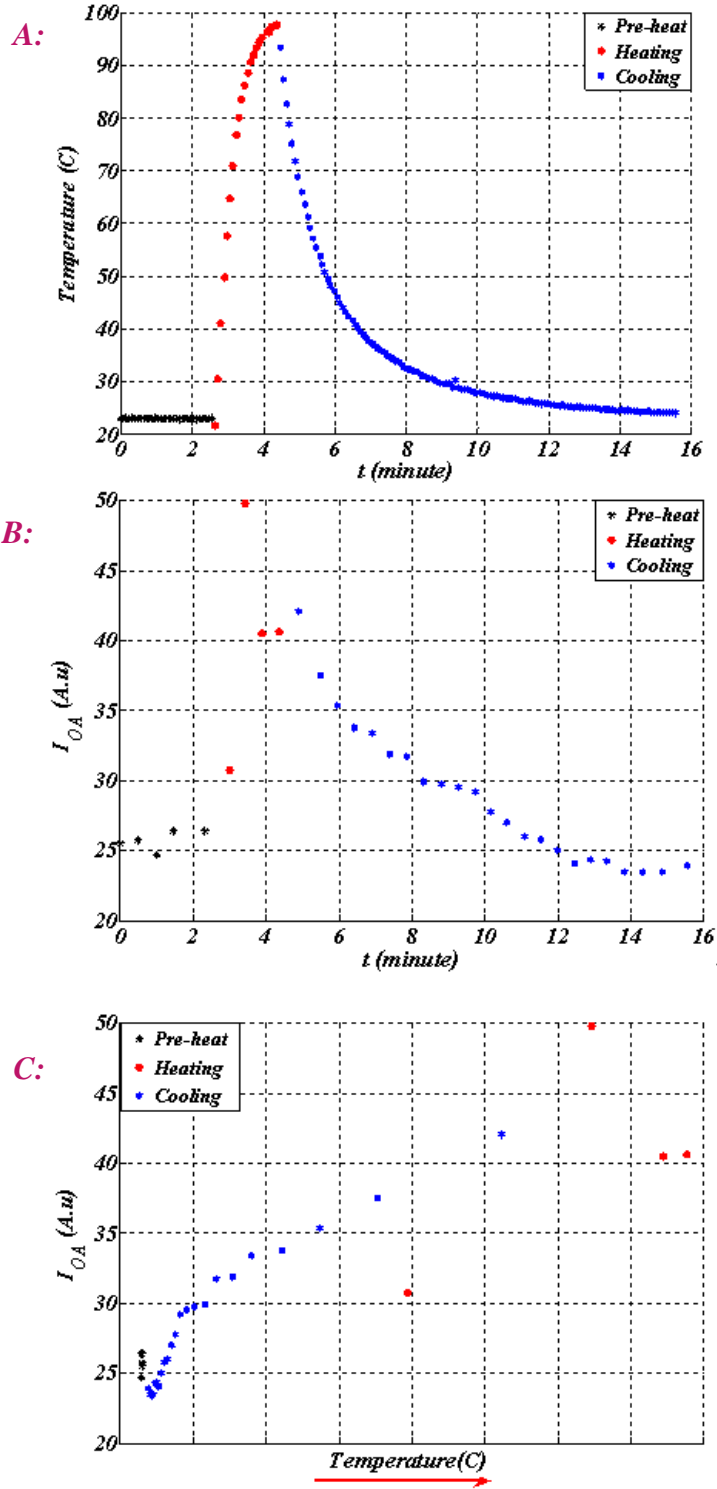 A:
100
90
80
70
60
50
40
30
20
Temperature (C)
Pre-heat
Heating
Cooling
0 2 4 6 8 10 12 14 16
t (minute)
B:
50
45
40
35
30
25
20
I_OA (A.u)
Pre-heat
Heating
Cooling
0 2 4 6 8 10 12 14 16
t (minute)
C:
50
45
40
35
30
25
20
I_OA (A.u)
Pre-heat
Heating
Cooling
Temperature(C)